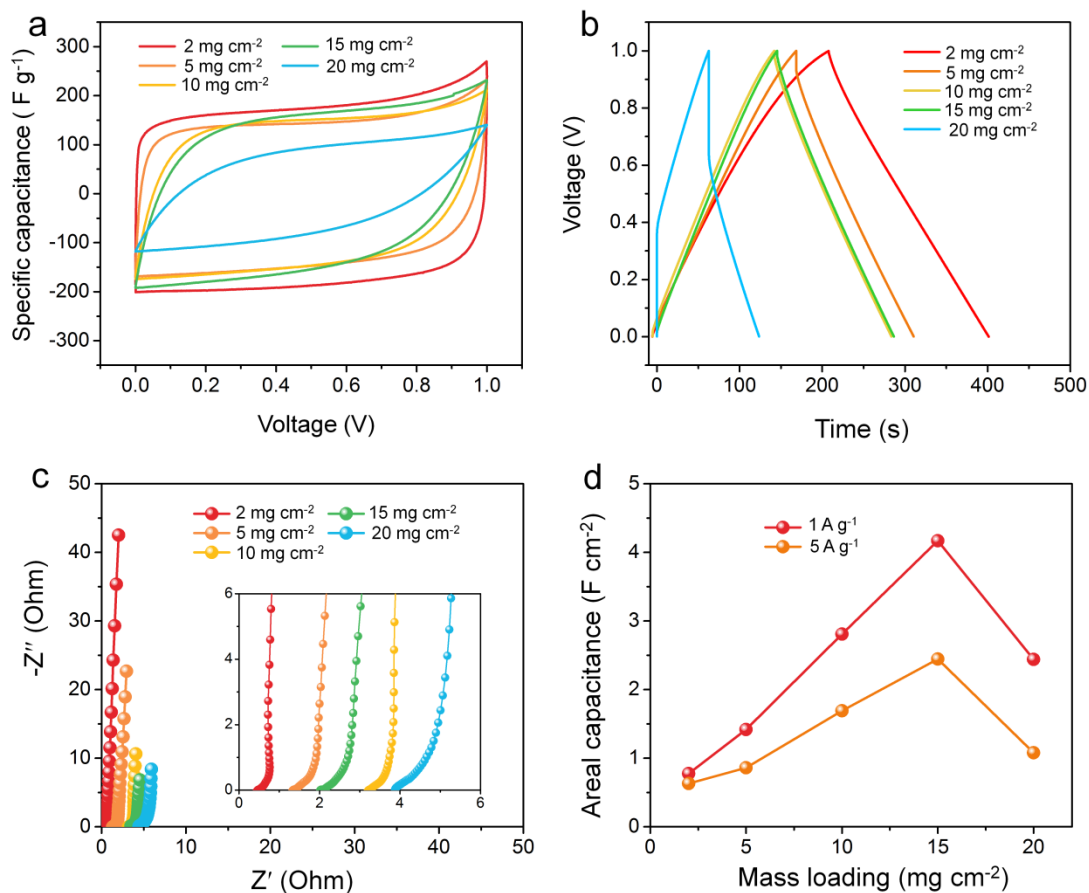 a
Specific capacitance ( F g⁻¹)
300
200
100
0
-100
-200
-300
2 mg cm⁻²
15 mg cm⁻²
5 mg cm⁻²
20 mg cm⁻²
10 mg cm⁻²
0.0 0.2 0.4 0.6 0.8 1.0
Voltage (V)
b
Voltage (V)
1.0
0.8
0.6
0.4
0.2
0.0
2 mg cm⁻²
5 mg cm⁻²
10 mg cm⁻²
15 mg cm⁻²
20 mg cm⁻²
0 100 200 300 400 500
Time (s)
c
-Z'' (Ohm)
50
40
30
20
10
0
2 mg cm⁻²
15 mg cm⁻²
5 mg cm⁻²
20 mg cm⁻²
10 mg cm⁻²
6
4
2
0
0 2 4 6
0 10 20 30 40 50
Z′ (Ohm)
d
Areal capacitance (F cm⁻²)
5
4
3
2
1
0
1 A g⁻¹
5 A g⁻¹
5 10 15 20
Mass loading (mg cm⁻²)